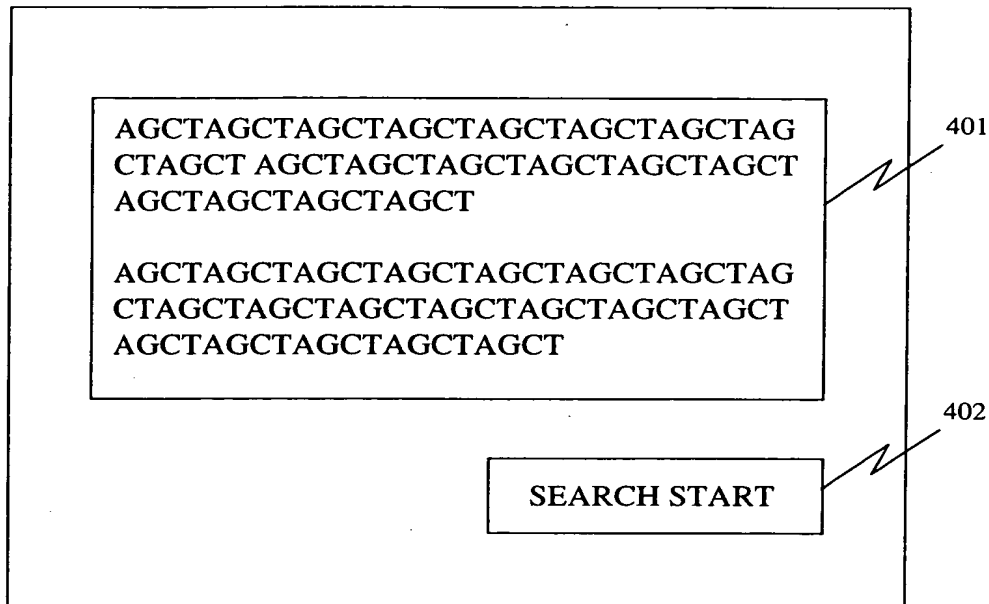 AGCTAGCTAGCTAGCTAGCTAGCTAGCTAG
CTAGCT AGCTAGCTAGCTAGCTAGCTAGCT
AGCTAGCTAGCTAGCT
AGCTAGCTAGCTAGCTAGCTAGCTAGCTAG
CTAGCTAGCTAGCTAGCTAGCTAGCTAGCT
AGCTAGCTAGCTAGCTAGCT
401
402
SEARCH START